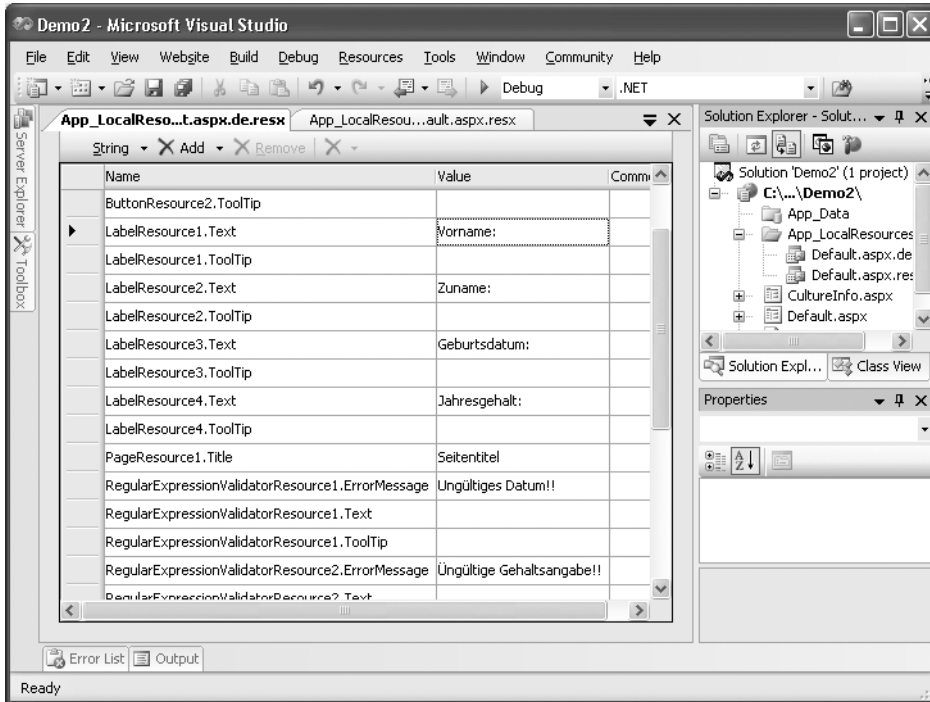 Demo2 - Microsoft Visual Studio
File Edit View Website Build Debug Resources Tools Window Community Help
Debug .NET
App_LocalReso...t.aspx.de.resx App_LocalResou...ault.aspx.resx
String Add Remove
Name Value Comm
ButtonResource2.ToolTip
LabelResource1.Text Vorname:
LabelResource1.ToolTip
LabelResource2.Text Zuname:
LabelResource2.ToolTip
LabelResource3.Text Geburtsdatum:
LabelResource3.ToolTip
LabelResource4.Text Jahresgehalt:
LabelResource4.ToolTip
PageResource1.Title Seitentitel
RegularExpressionValidatorResource1.ErrorMessage Ungültiges Datum!!
RegularExpressionValidatorResource1.Text
RegularExpressionValidatorResource1.ToolTip
RegularExpressionValidatorResource2.ErrorMessage Üngültige Gehaltsangabe!!
RegularExpressionValidatorResource2.Text
Server Explorer
Toolbox
Solution Explorer - Solut...
Solution 'Demo2' (1 project)
C:\...\Demo2\
App_Data
App_LocalResources
Default.aspx.de
Default.aspx.res
CultureInfo.aspx
Default.aspx
Solution Expl... Class View
Properties
Error List Output
Ready